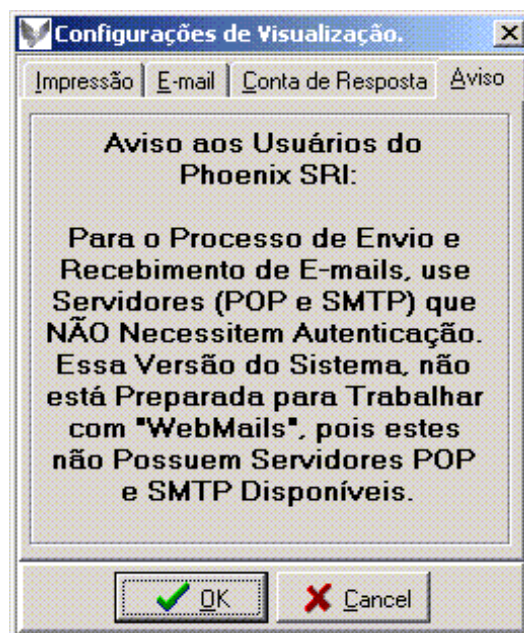 Configurações de Visualização.
Impressão E-mail Conta de Resposta Aviso
Aviso aos Usuários do
Phoenix SRI:
Para o Processo de Envio e
Recebimento de E-mails, use
Servidores (POP e SMTP) que
NÃO Necessitem Autenticação.
Essa Versão do Sistema, não
está Preparada para Trabalhar
com "WebMails", pois estes
não Possuem Servidores POP
e SMTP Disponíveis.
OK Cancel